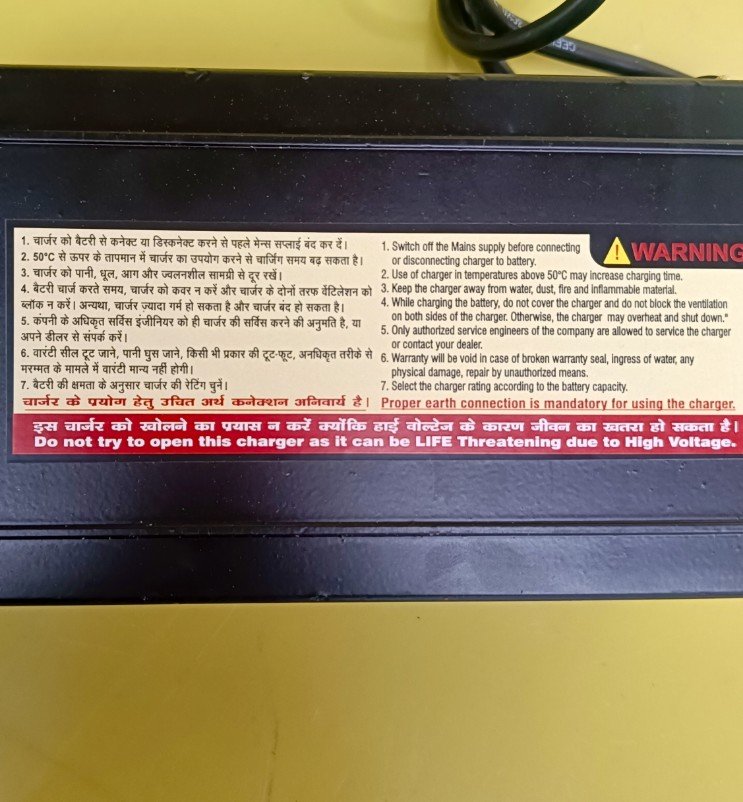 1. चार्जर को बैटरी से कनेक्ट या डिस्कनेक्ट करने से पहले मेन्स सप्लाई बंद कर दें।
2. 50°C से ऊपर के तापमान में चार्जर का उपयोग करने से चार्जिंग समय बढ़ सकता है।
3. चार्जर को पानी, धूल, आग और ज्वलनशील सामग्री से दूर रखें।
4. बैटरी चार्ज करते समय, चार्जर को कवर न करें और चार्जर के दोनों तरफ वेंटिलेशन को
ब्लॉक न करें। अन्यथा, चार्जर ज्यादा गर्म हो सकता है और चार्जर बंद हो सकता है।
5. कंपनी के अधिकृत सर्विस इंजीनियर को ही चार्जर की सर्विस करने की अनुमति है, या
अपने डीलर से संपर्क करें।
6. वारंटी सील टूट जाने, पानी घुस जाने, किसी भी प्रकार की टूट-फूट, अनधिकृत तरीके से
मरम्मत के मामले में वारंटी मान्य नहीं होगी।
7. बैटरी की क्षमता के अनुसार चार्जर की रेटिंग चुनें।
चार्जर के प्रयोग हेतु उचित अर्थ कनेक्शन अनिवार्य है।
WARNING
1. Switch off the Mains supply before connecting
or disconnecting charger to battery.
2. Use of charger in temperatures above 50°C may increase charging time.
3. Keep the charger away from water, dust, fire and inflammable material.
4. While charging the battery, do not cover the charger and do not block the ventilation
on both sides of the charger. Otherwise, the charger may overheat and shut down."
5. Only authorized service engineers of the company are allowed to service the charger
or contact your dealer.
6. Warranty will be void in case of broken warranty seal, ingress of water, any
physical damage, repair by unauthorized means.
7. Select the charger rating according to the battery capacity.
Proper earth connection is mandatory for using the charger.
इस चार्जर को खोलने का प्रयास न करें क्योंकि हाई वोल्टेज के कारण जीवन का खतरा हो सकता है।
Do not try to open this charger as it can be LIFE Threatening due to High Voltage.